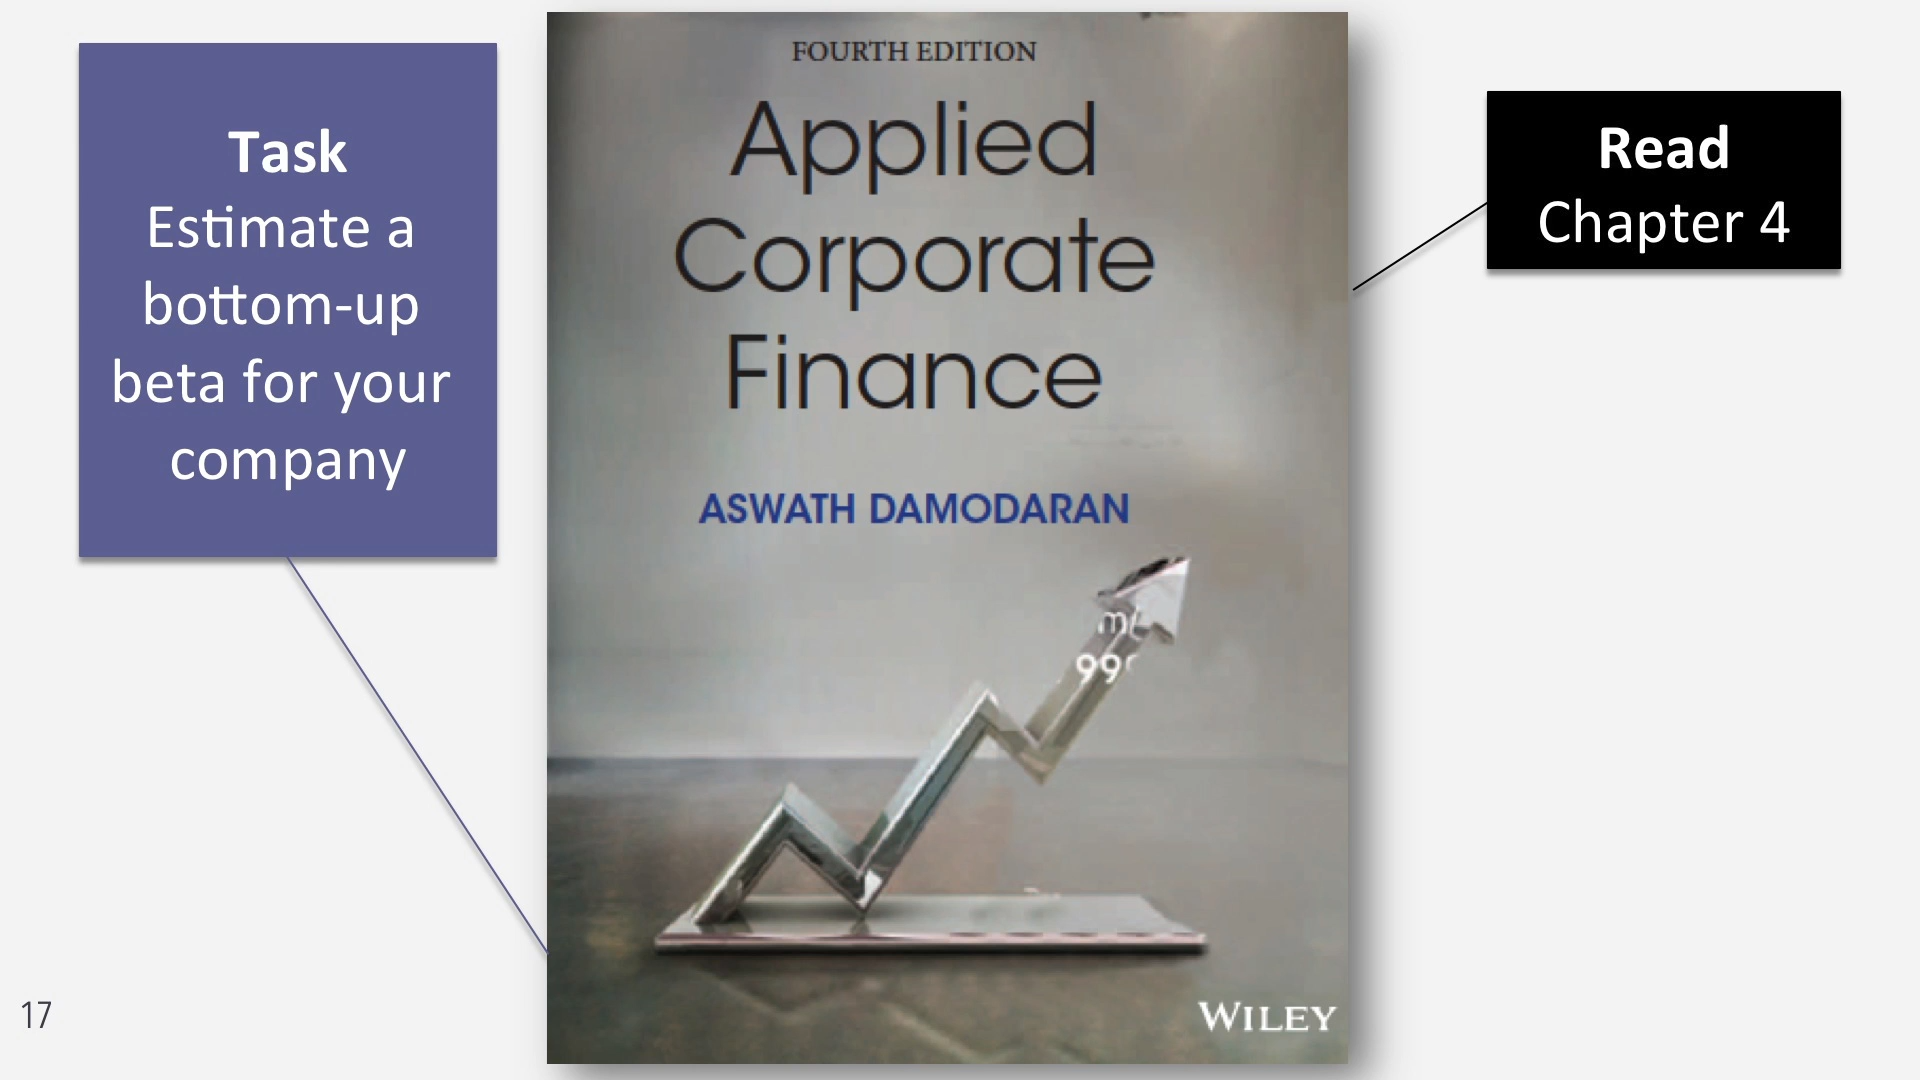 Task
Estimate a
bottom-up
beta for your
company
FOURTH EDITION
Applied
Corporate
Finance
ASWATH DAMODARAN
99
WILEY
Read
Chapter 4
17